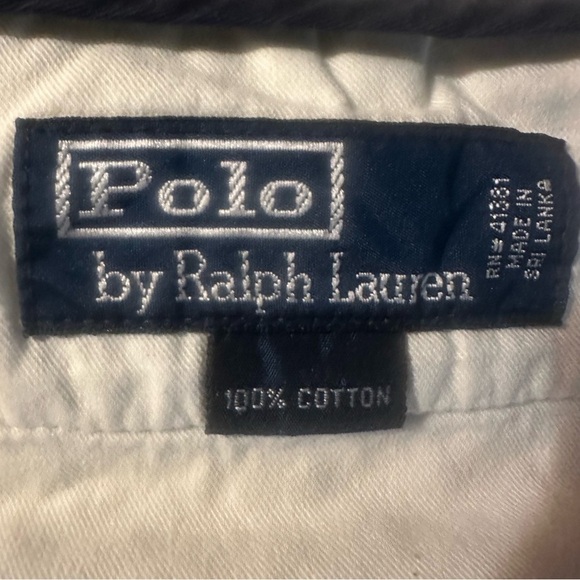 Polo
by Ralph Lauren
RN# 41381
MADE IN
SRI LANKA
100% COTTON